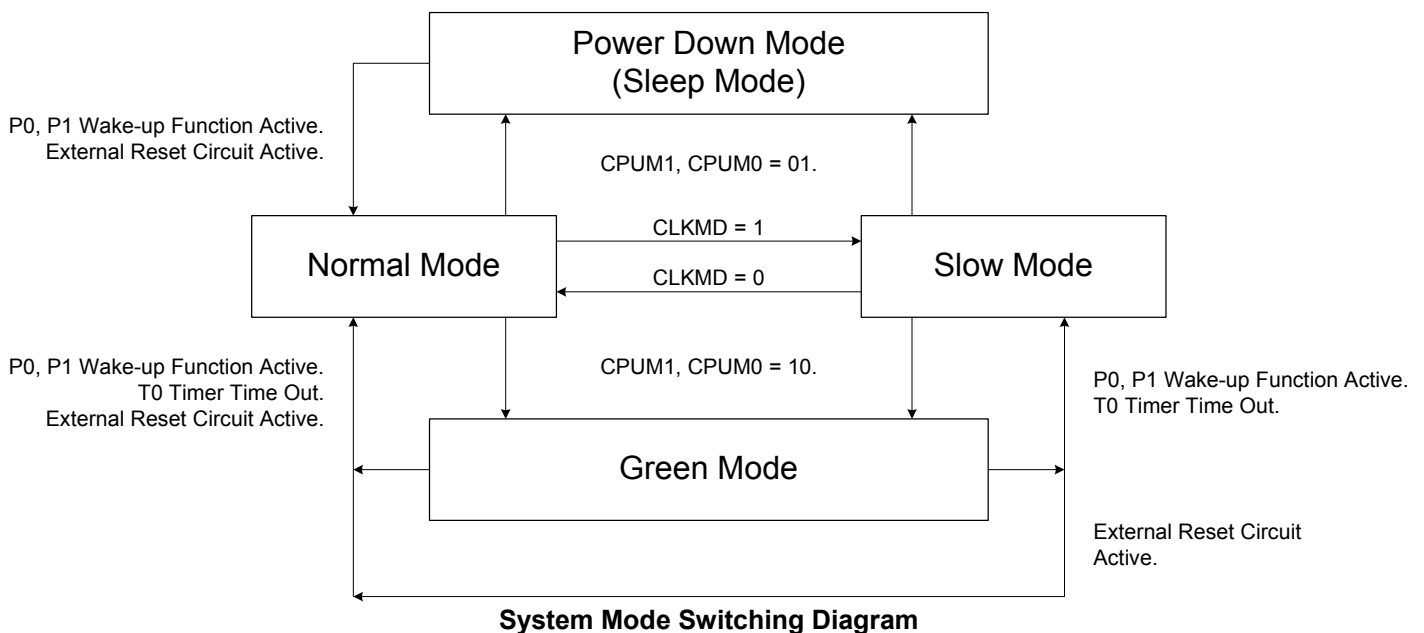 Power Down Mode
(Sleep Mode)
P0, P1 Wake-up Function Active.
External Reset Circuit Active.
CPUM1, CPUM0 = 01.
CLKMD = 1
Normal Mode
Slow Mode
CLKMD = 0
P0, P1 Wake-up Function Active.
T0 Timer Time Out.
External Reset Circuit Active.
CPUM1, CPUM0 = 10.
P0, P1 Wake-up Function Active.
T0 Timer Time Out.
Green Mode
External Reset Circuit
Active.
System Mode Switching Diagram